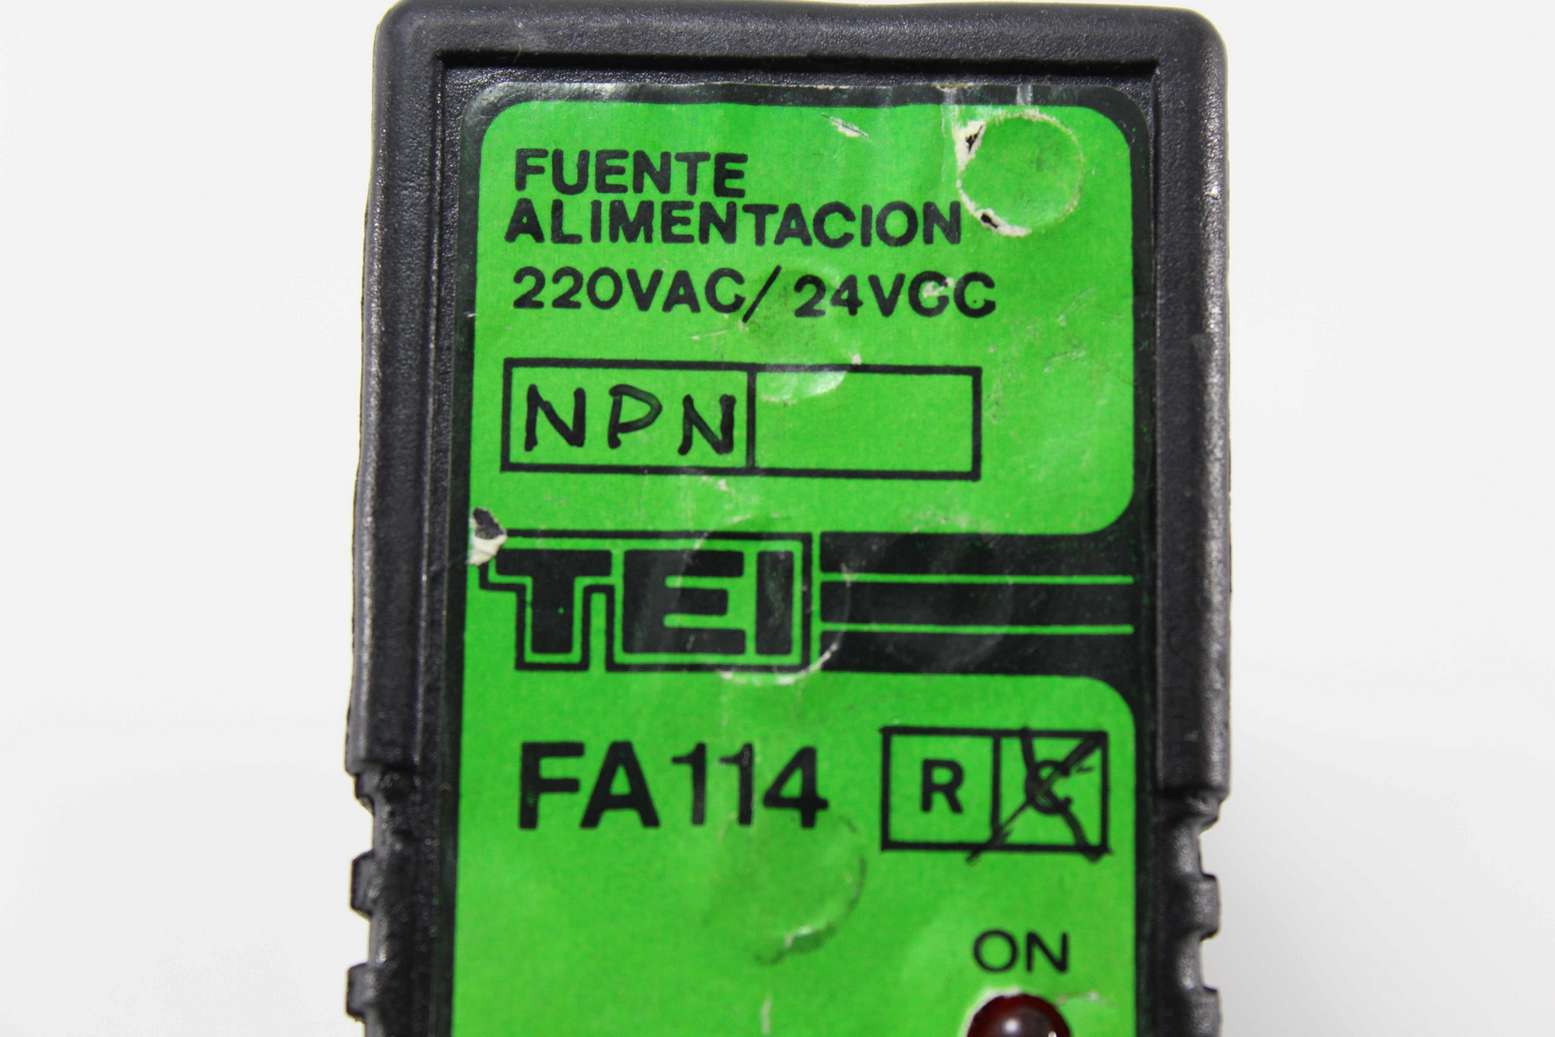 FUENTE
ALIMENTACION
220VAC/24VCC
NPN
TEI
FA114 R C
ON